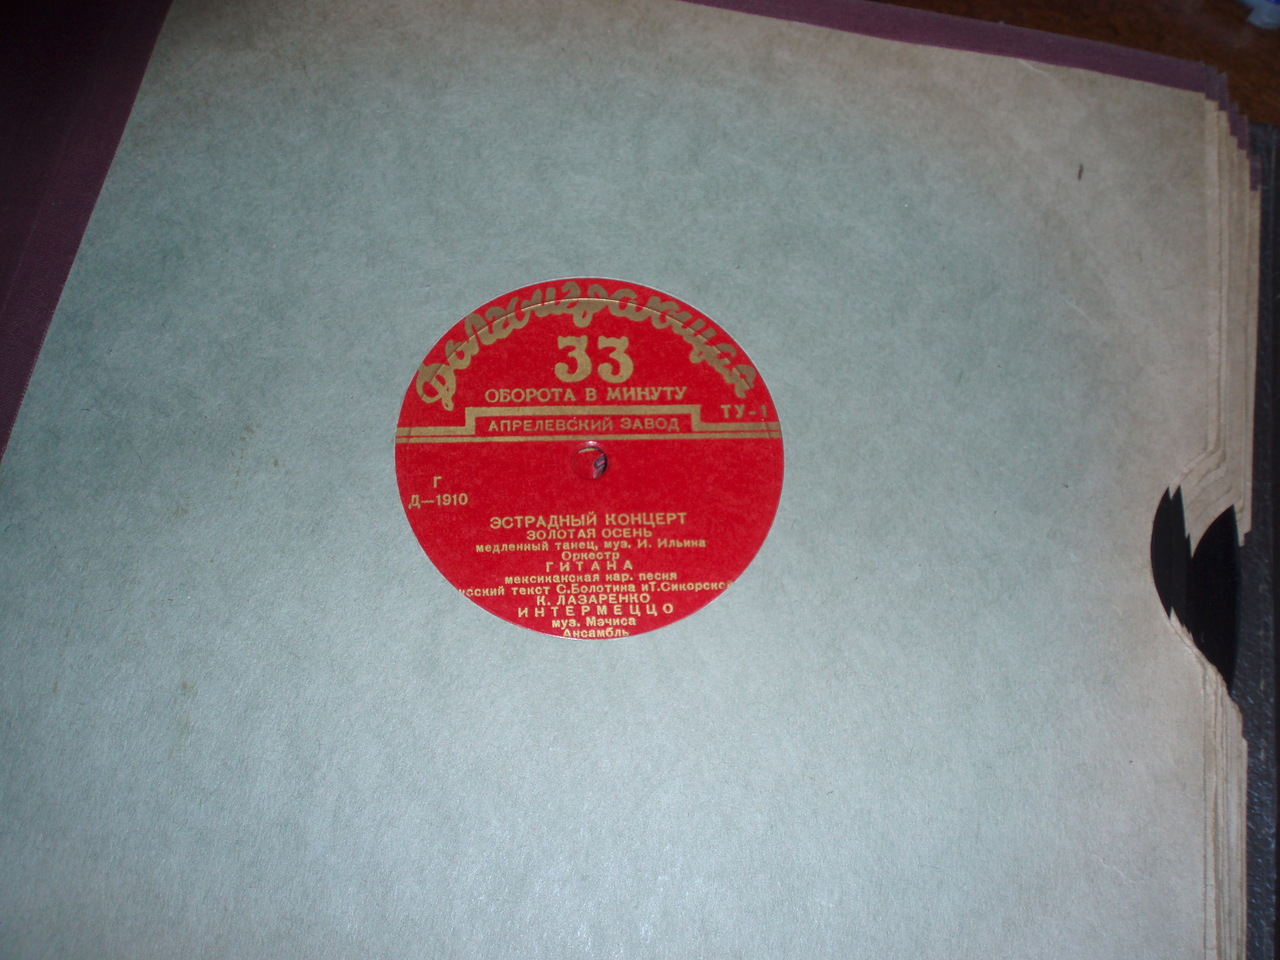 Долгоиграющая
33
ОБОРОТА В МИНУТУ
ТУ-1
АПРЕЛЕВСКИЙ ЗАВОД
Г
Д—1910
ЭСТРАДНЫЙ КОНЦЕРТ
ЗОЛОТАЯ ОСЕНЬ
медленный танец, муз. И. Ильина
Оркестр
ГИТАНА
мексиканская нар. песня
текст С.Болотина иТ.Сикорской
К. ЛАЗАРЕНКО
ИНТЕРМЕЦЦО
муз. Мэчиса
Ансамбль